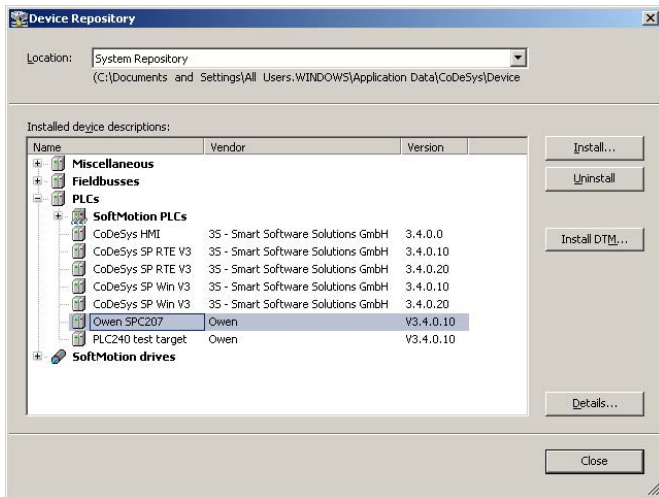 Device Repository
Location: System Repository
(C:\Documents and Settings\All Users.WINDOWS\Application Data\CoDeSys\Device
Installed device descriptions:
Name Vendor Version
Miscellaneous
Fieldbusses
PLCs
SoftMotion PLCs
CoDeSys HMI 3S - Smart Software Solutions GmbH 3.4.0.0
CoDeSys SP RTE V3 3S - Smart Software Solutions GmbH 3.4.0.10
CoDeSys SP RTE V3 3S - Smart Software Solutions GmbH 3.4.0.20
CoDeSys SP Win V3 3S - Smart Software Solutions GmbH 3.4.0.10
CoDeSys SP Win V3 3S - Smart Software Solutions GmbH 3.4.0.20
Owen SPC207 Owen V3.4.0.10
PLC240 test target Owen V3.4.0.10
SoftMotion drives
Install...
Uninstall
Install DTM...
Details...
Close